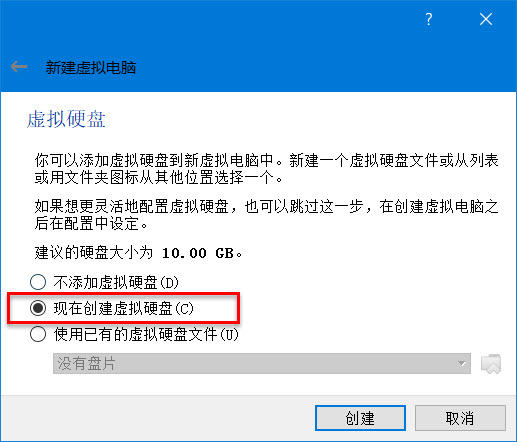 ?
新建虚拟电脑
虚拟硬盘
你可以添加虚拟硬盘到新虚拟电脑中。新建一个虚拟硬盘文件或从列表
或用文件夹图标从其他位置选择一个。
如果想更灵活地配置虚拟硬盘，也可以跳过这一步，在创建虚拟电脑之
后在配置中设定。
建议的硬盘大小为 10.00 GB。
不添加虚拟硬盘(D)
现在创建虚拟硬盘(C)
使用已有的虚拟硬盘文件(U)
没有盘片
创建 取消